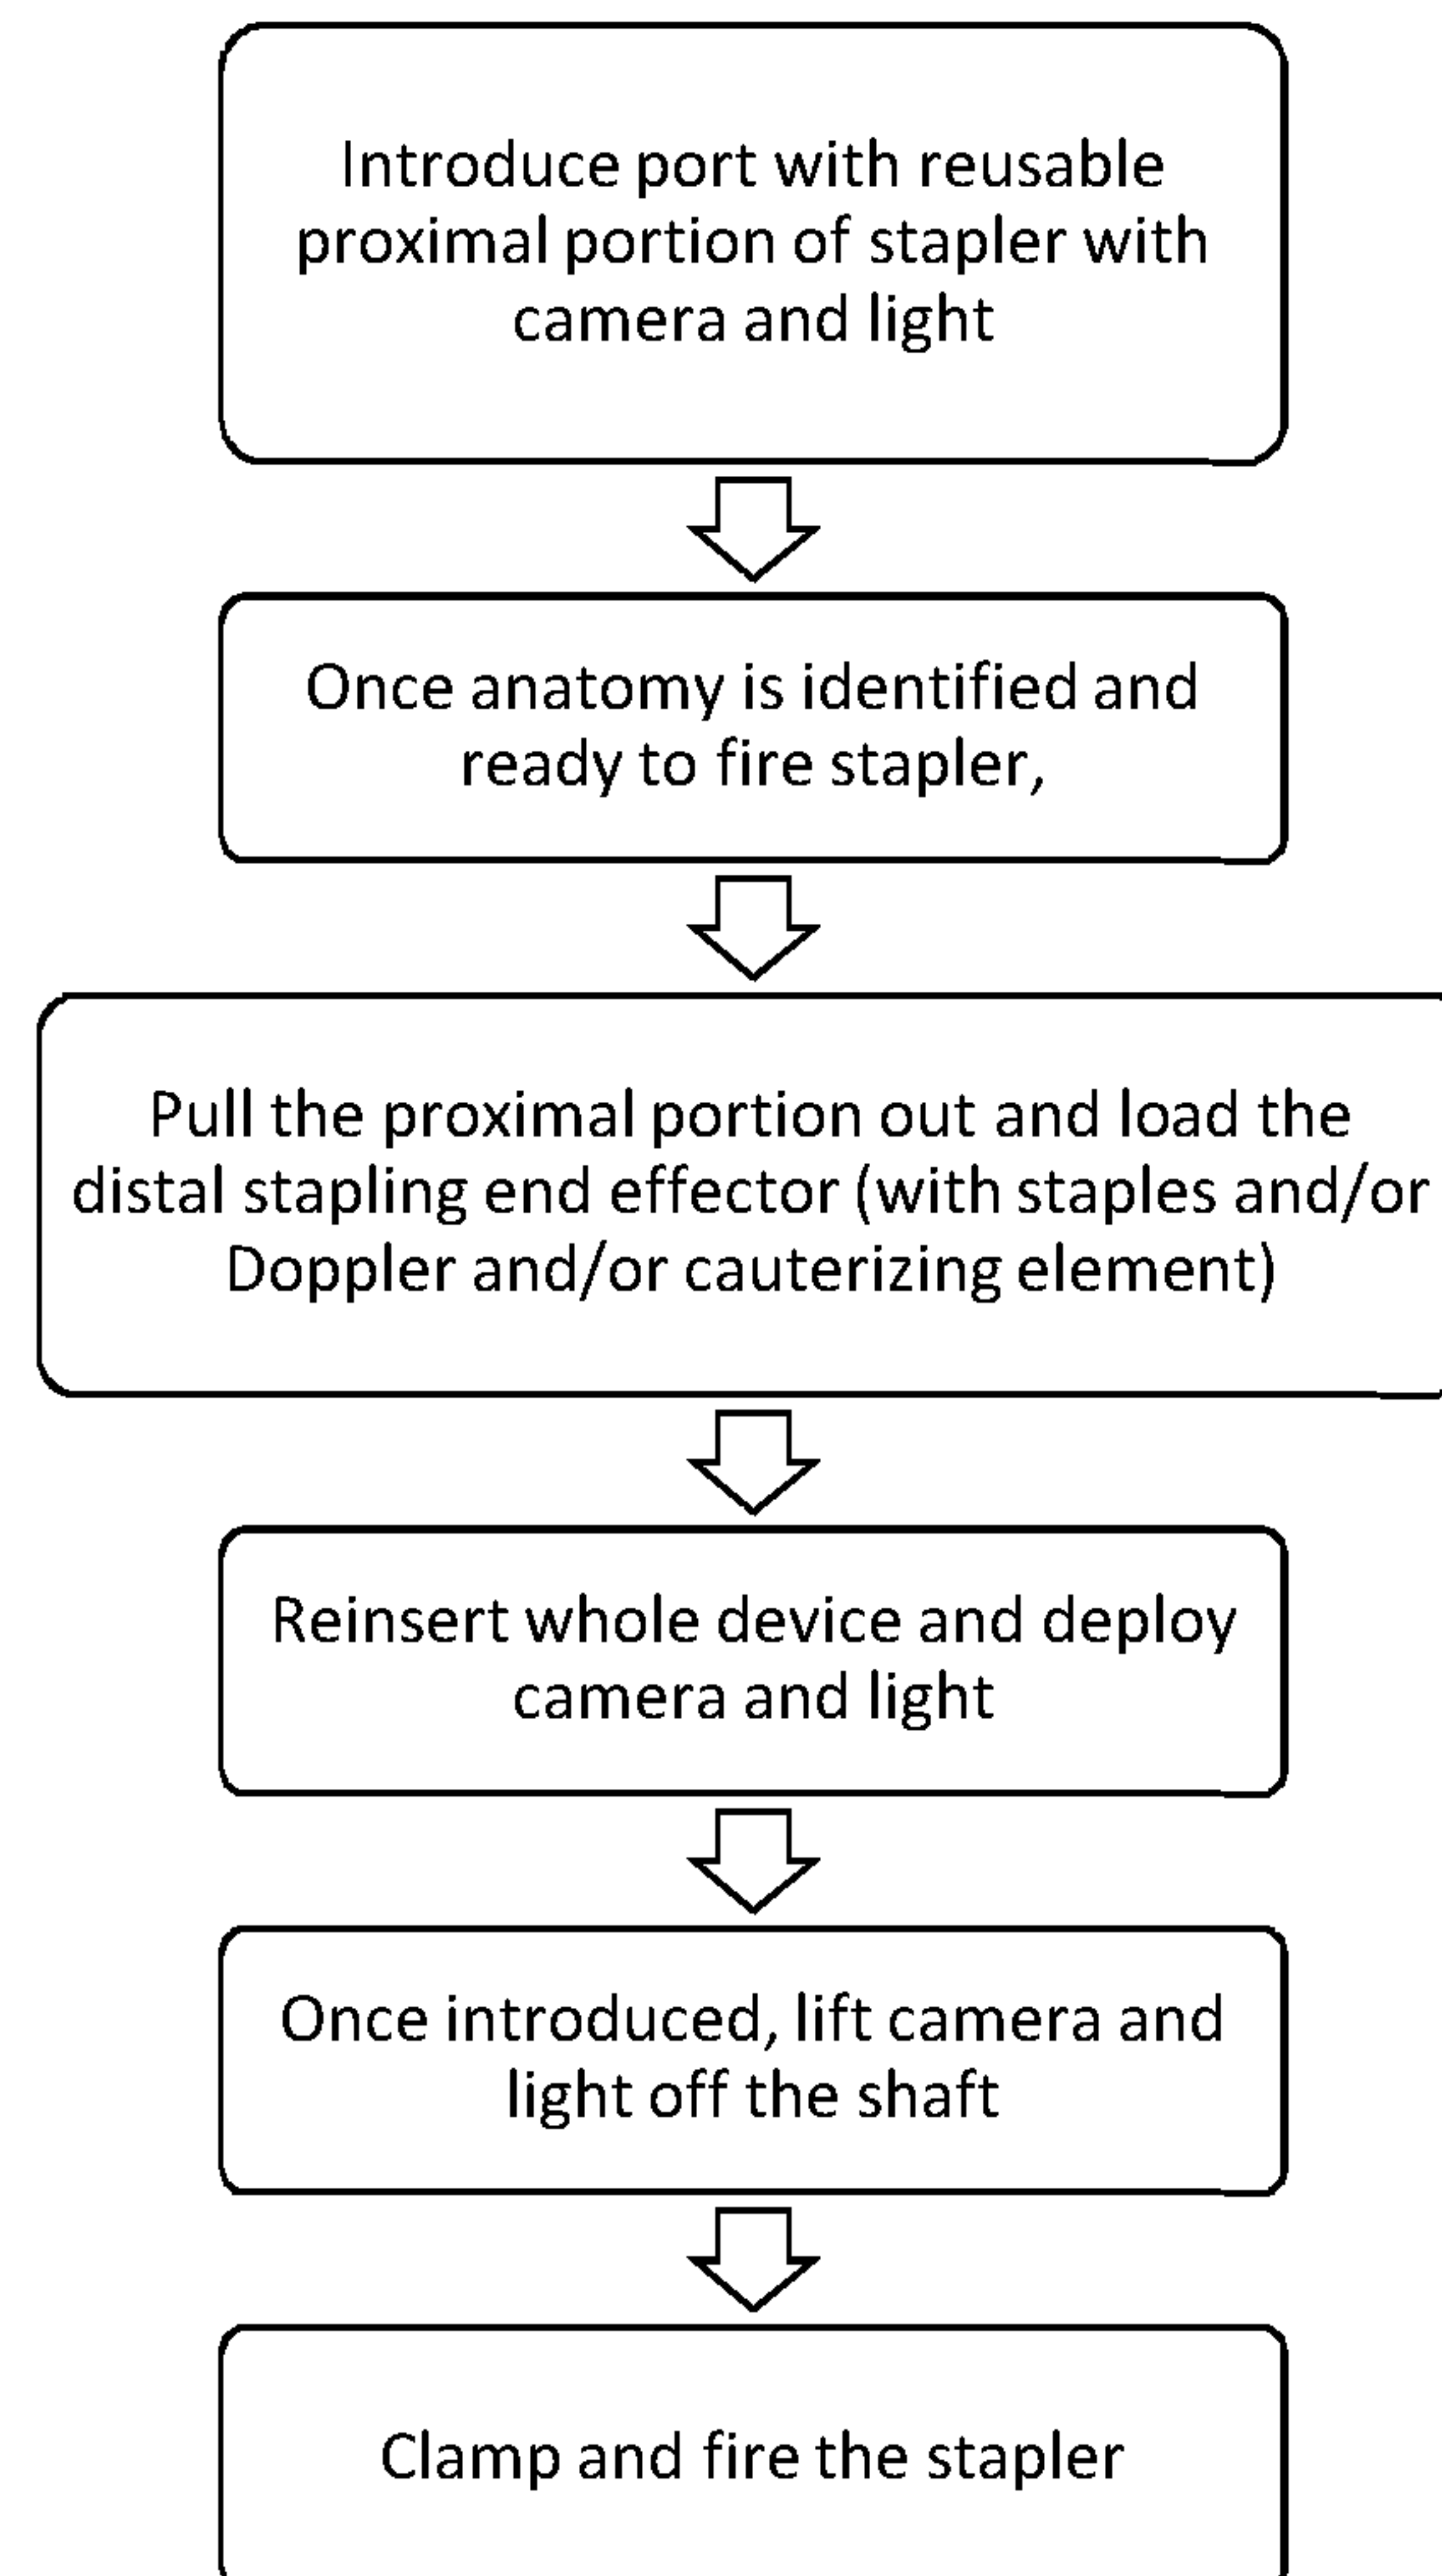 Introduce port with reusable
proximal portion of stapler with
camera and light
Once anatomy is identified and
ready to fire stapler,
Pull the proximal portion out and load the
distal stapling end effector (with staples and/or
Doppler and/or cauterizing element)
Reinsert whole device and deploy
camera and light
Once introduced, lift camera and
light off the shaft
Clamp and fire the stapler